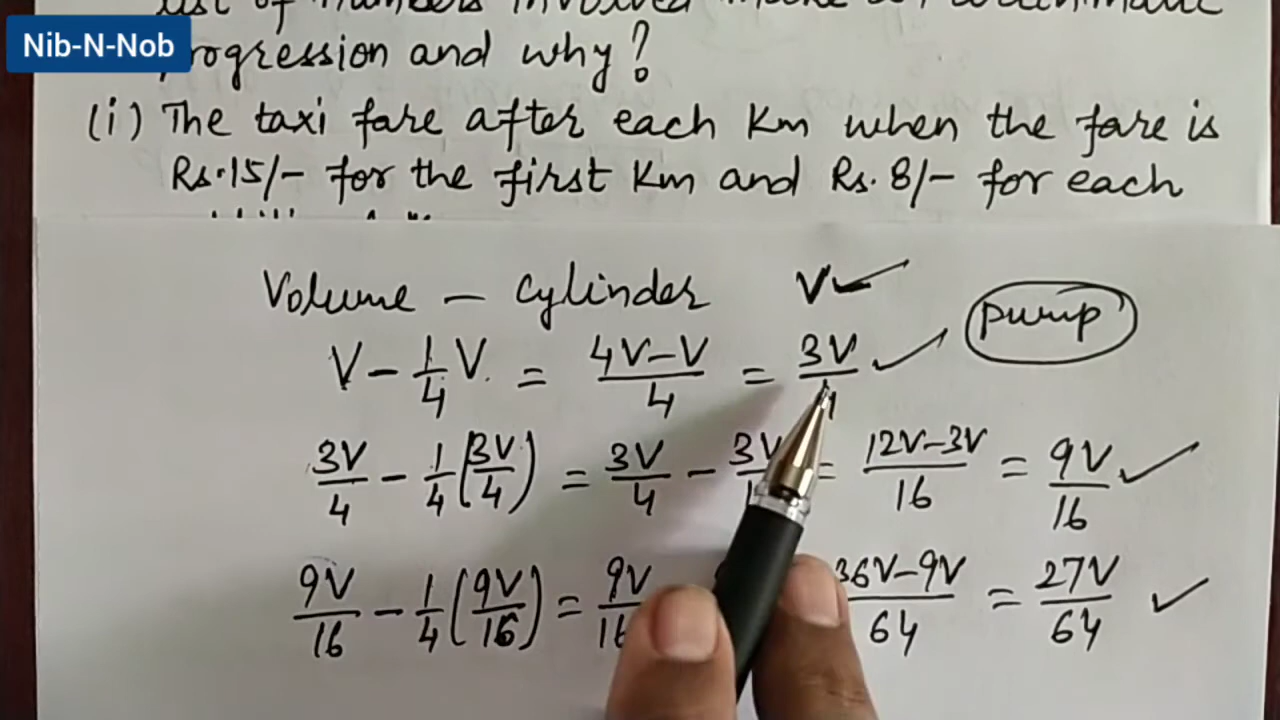 Nib-N-Nob
progression and why?
(i) The taxi fare after each Km when the fare is
Rs.15/- for the first Km and Rs. 8/- for each
Volume - Cylinder V✓
pump
V - 1/4 V = 4V-V/4 = 3V/4 ✓
3V/4 - 1/4(3V/4) = 3V/4 - 3V = 12V-3V/16 = 9V/16 ✓
9V/16 - 1/4(9V/16) = 9V/16 36V-9V/64 = 27V/64 ✓